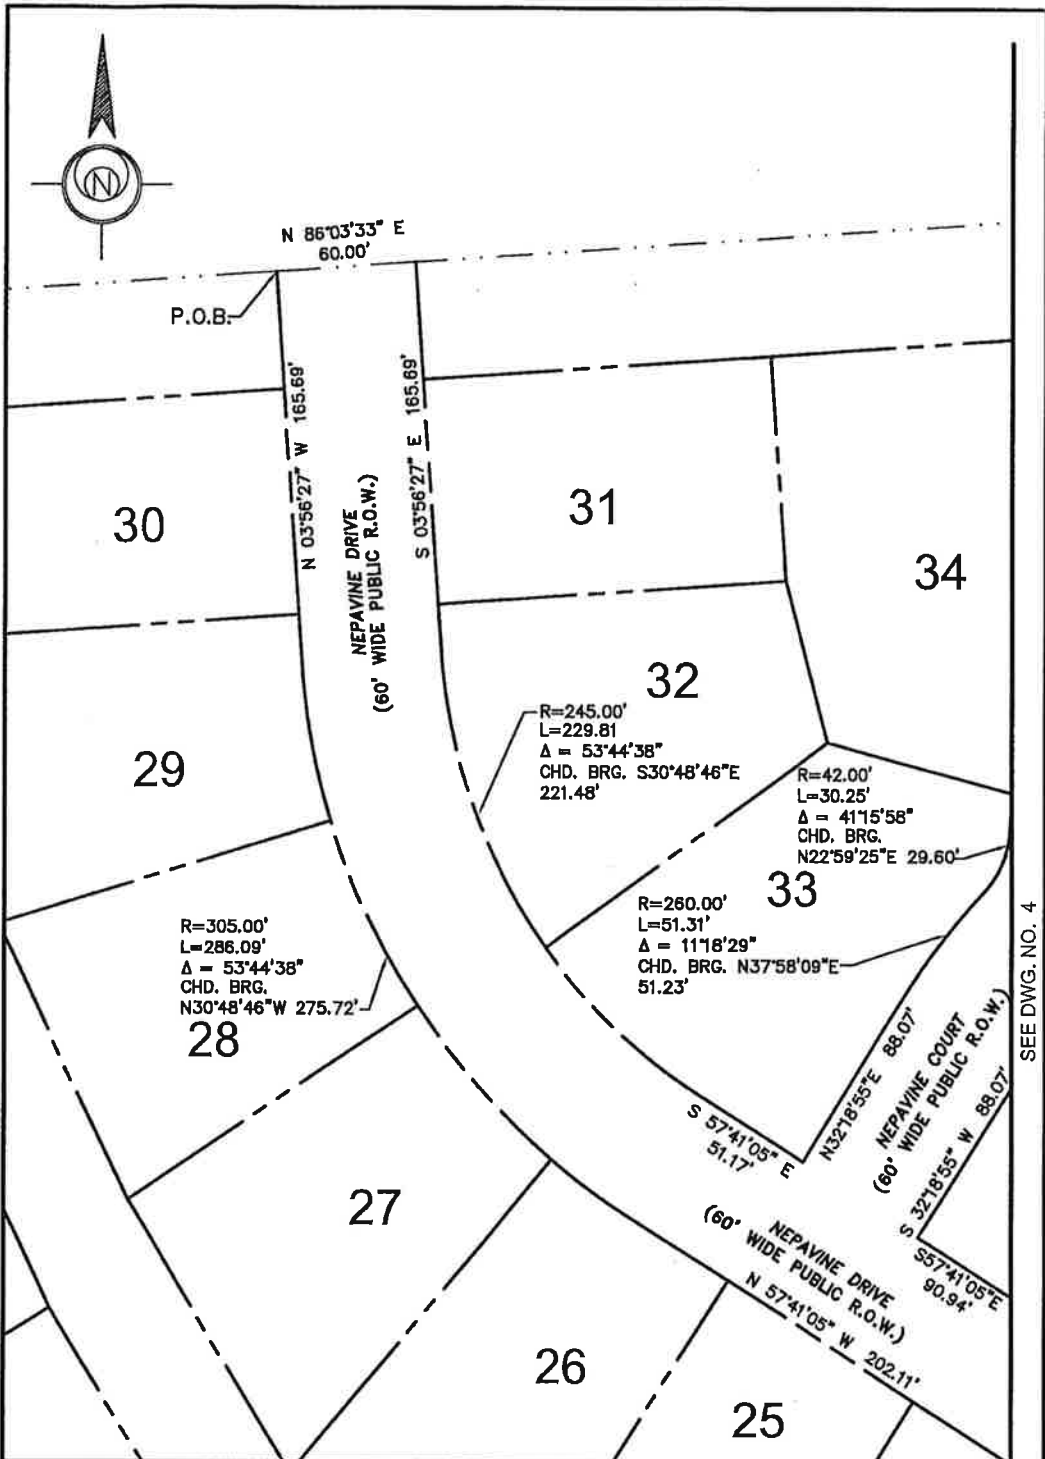 N
N 86°03'33" E
60.00'
P.O.B.
N 03°56'27" W 165.69'
S 03°56'27" E 165.69'
NEPAVINE DRIVE
(60' WIDE PUBLIC R.O.W.)
30
31
34
32
29
R=245.00'
L=229.81
Δ = 53°44'38"
CHD. BRG. S30°48'46"E
221.48'
R=42.00'
L=30.25'
Δ = 41°15'58"
CHD. BRG.
N22°59'25"E 29.60'
33
R=260.00'
L=51.31'
Δ = 11°18'29"
CHD. BRG. N37°58'09"E
51.23'
R=305.00'
L=286.09'
Δ = 53°44'38"
CHD. BRG.
N30°48'46"W 275.72'
28
SEE DWG. NO. 4
N32°18'55"E 88.07'
NEPAVINE COURT
(60' WIDE PUBLIC R.O.W.)
S 32°18'55" W 88.07'
S 57°41'05" E
51.17'
27
NEPAVINE DRIVE
(60' WIDE PUBLIC R.O.W.)
S57°41'05"E
90.94'
N 57°41'05" W 202.11'
26
25